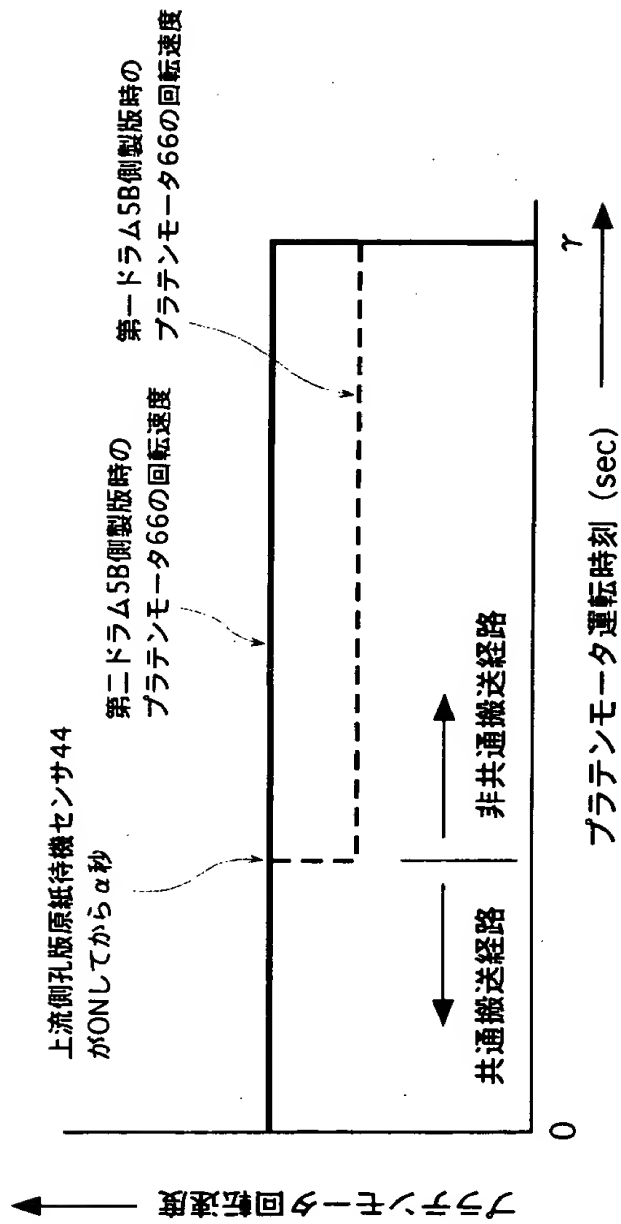 上流側孔版原紙待機センサ44
がONしてからα秒
第二ドラム5B側製版時の
プラテンモータ66の回転速度
第一ドラム5B側製版時の
プラテンモータ66の回転速度
プラテンモータ回転速度
共通搬送経路
非共通搬送経路
0
γ
プラテンモータ運転時刻（sec）